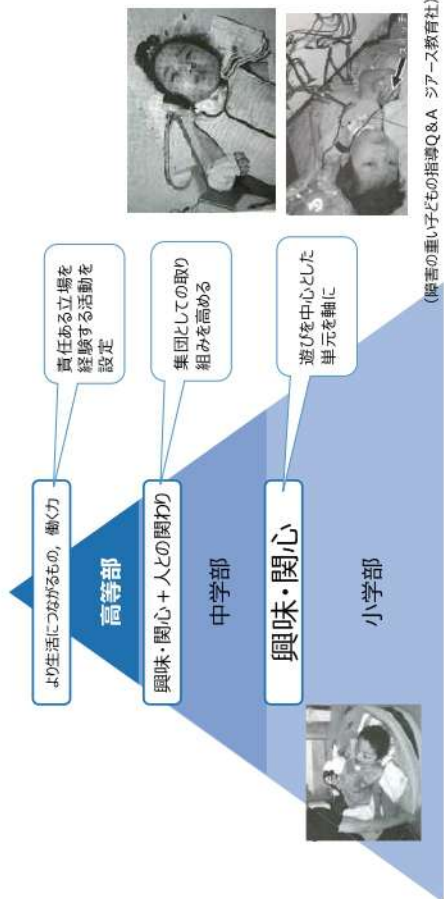 より生活につながるもの，働く力
責任ある立場を
経験する活動を
設定
高等部
興味・関心＋人との関わり
集団としての取り
組みを高める
中学部
興味・関心
遊びを中心とした
単元を軸に
小学部
（障害の重い子どもの指導Q＆A　ジアース教育社）